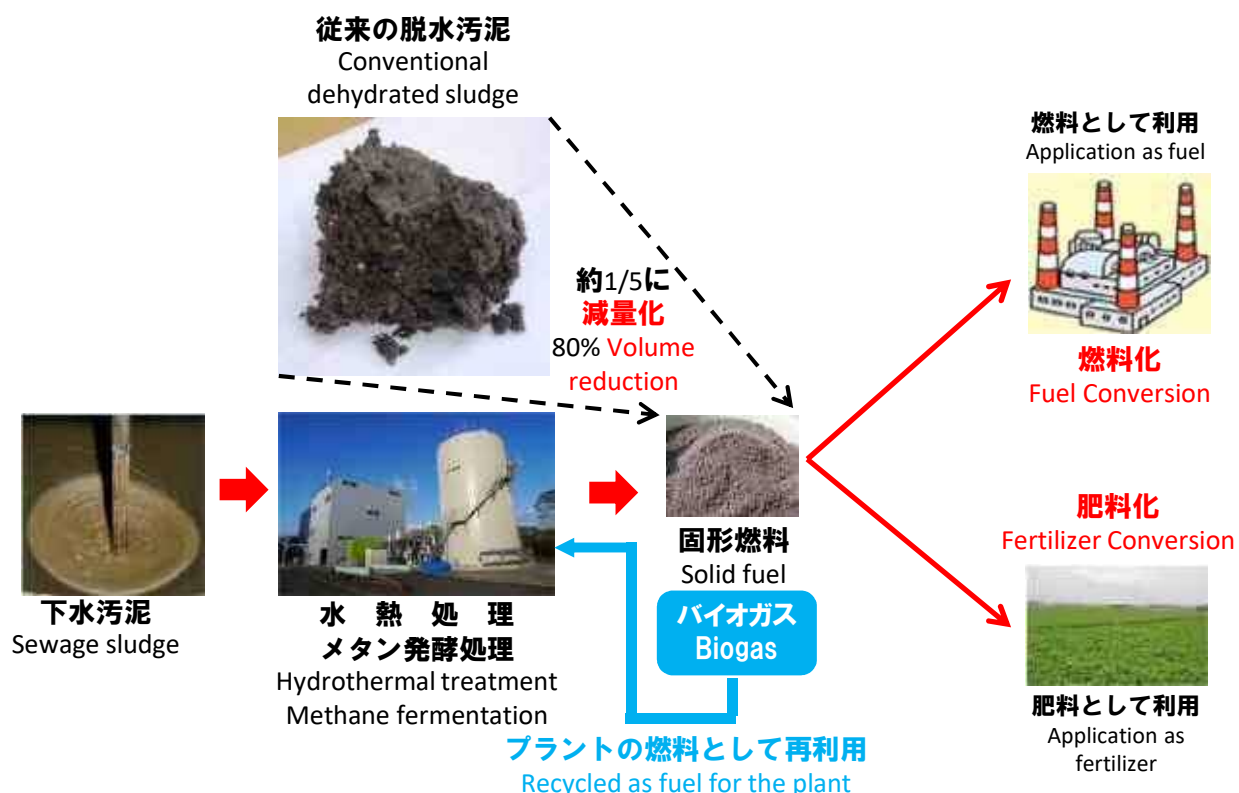 従来の脱水汚泥
Conventional
dehydrated sludge
燃料として利用
Application as fuel
約1/5に
減量化
80% Volume
reduction
燃料化
Fuel Conversion
下水汚泥
Sewage sludge
水 熱 処 理
メタン発酵処理
Hydrothermal treatment
Methane fermentation
固形燃料
Solid fuel
バイオガス
Biogas
プラントの燃料として再利用
Recycled as fuel for the plant
肥料化
Fertilizer Conversion
肥料として利用
Application as
fertilizer